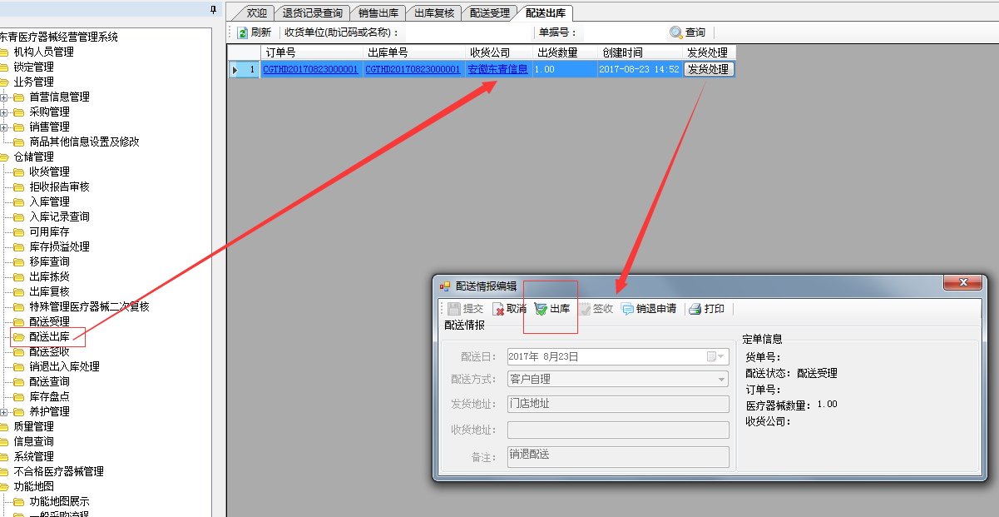 欢迎 退货记录查询 销售出库 出库复核 配送受理 配送出库
刷新 收货单位(助记码或名称)： 单据号： 查询
订单号 出库单号 收货公司 出货数量 创建时间 发货处理
1 CGTHD20170823000001 CGTHD20170823000001 安徽东青信息 1.00 2017-08-23 14:52 发货处理
东青医疗器械经营管理系统
机构人员管理
锁定管理
业务管理
首营信息管理
采购管理
销售管理
商品其他信息设置及修改
仓储管理
收货管理
拒收报告审核
入库管理
入库记录查询
可用库存
库存损溢处理
移库查询
出库拣货
出库复核
特殊管理医疗器械二次复核
配送受理
配送出库
配送签收
销退出入库处理
配送查询
库存盘点
养护管理
质量管理
信息查询
系统管理
不合格医疗器械管理
功能地图
功能地图展示
一般采购流程
配送情报编辑
提交 取消 出库 签收 销退申请 打印
配送情报
配送日： 2017年 8月23日
配送方式： 客户自理
发货地址： 门店地址
收货地址：
备注： 销退配送
定单信息
货单号：
配送状态： 配送受理
订单号：
医疗器械数量： 1.00
收货公司：